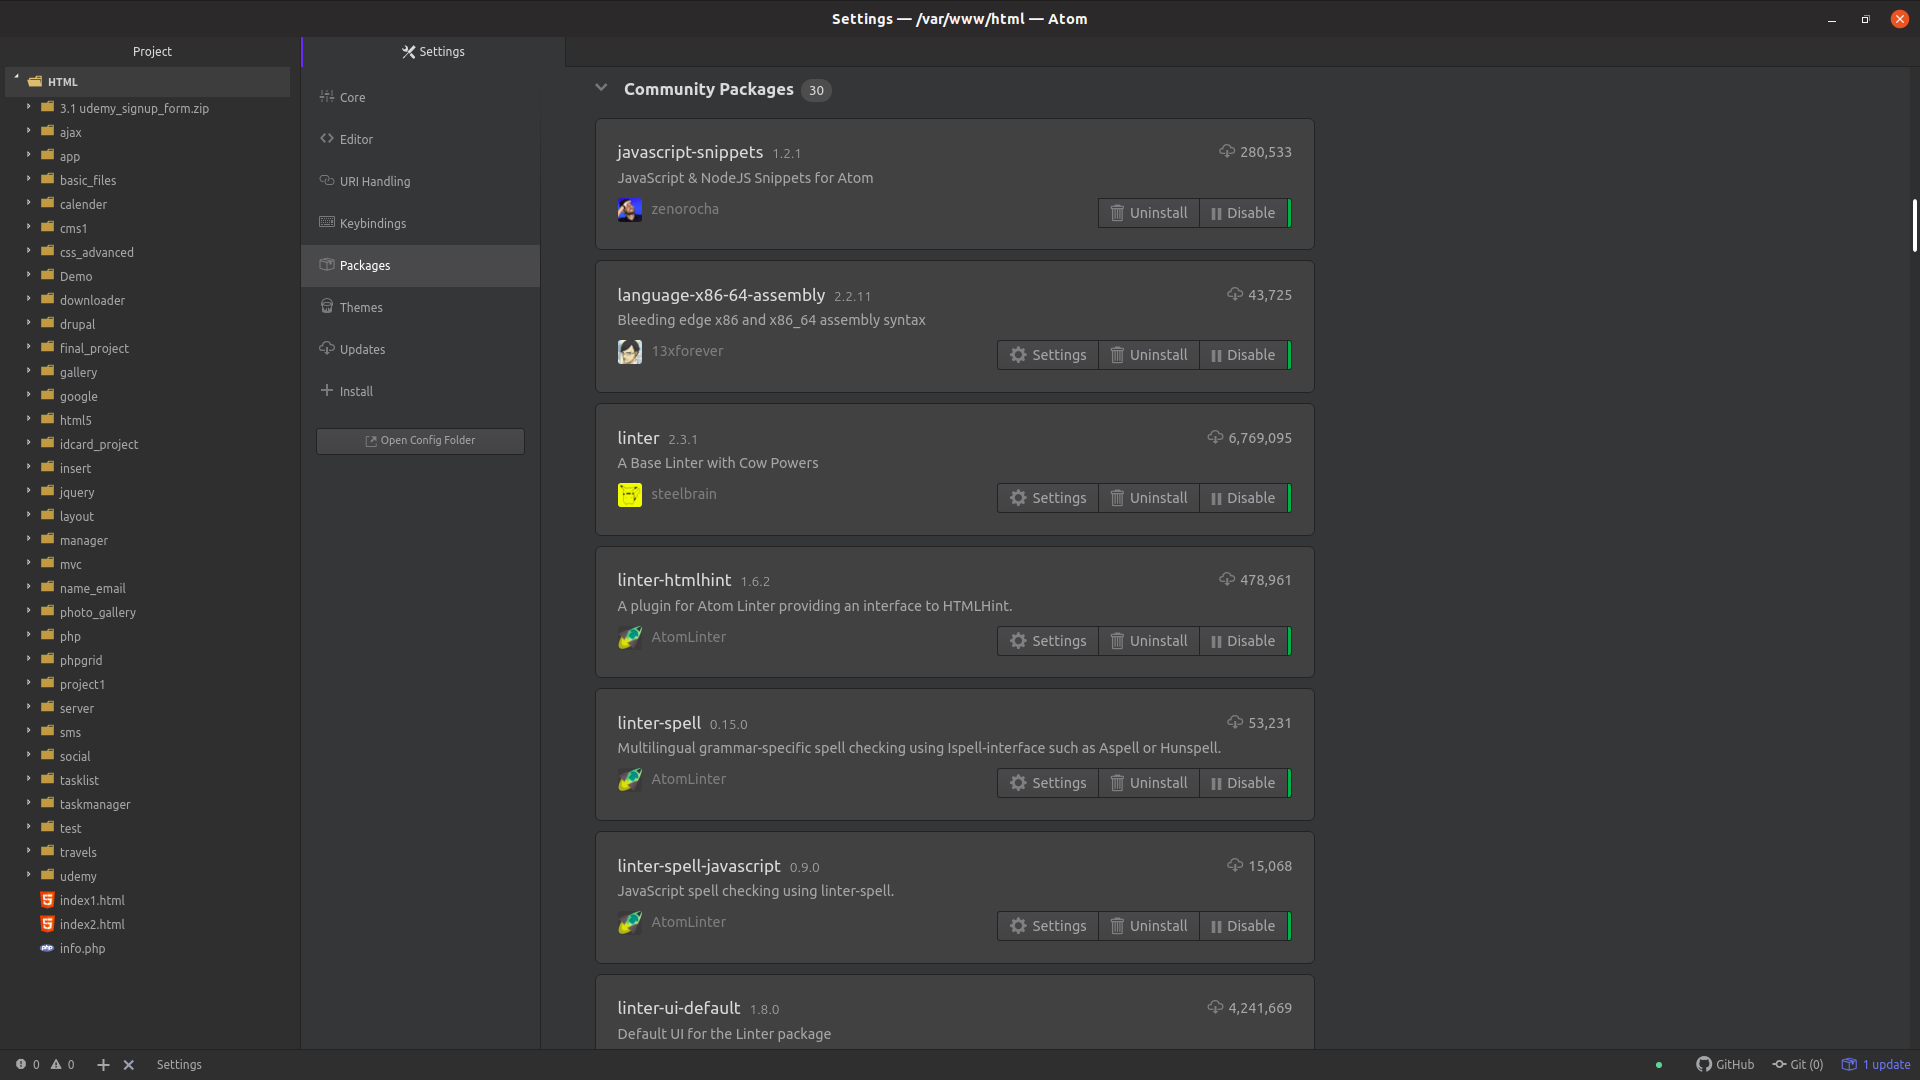 Settings — /var/www/html — Atom
Project
HTML
3.1 udemy_signup_form.zip
ajax
app
basic_files
calender
cms1
css_advanced
Demo
downloader
drupal
final_project
gallery
google
html5
idcard_project
insert
jquery
layout
manager
mvc
name_email
photo_gallery
php
phpgrid
project1
server
sms
social
tasklist
taskmanager
test
travels
udemy
index1.html
index2.html
info.php
Settings
Core
Editor
URI Handling
Keybindings
Packages
Themes
Updates
Install
Open Config Folder
Community Packages 30
javascript-snippets 1.2.1 280,533
JavaScript & NodeJS Snippets for Atom
zenorocha Uninstall Disable
language-x86-64-assembly 2.2.11 43,725
Bleeding edge x86 and x86_64 assembly syntax
13xforever Settings Uninstall Disable
linter 2.3.1 6,769,095
A Base Linter with Cow Powers
steelbrain Settings Uninstall Disable
linter-htmlhint 1.6.2 478,961
A plugin for Atom Linter providing an interface to HTMLHint.
AtomLinter Settings Uninstall Disable
linter-spell 0.15.0 53,231
Multilingual grammar-specific spell checking using Ispell-interface such as Aspell or Hunspell.
AtomLinter Settings Uninstall Disable
linter-spell-javascript 0.9.0 15,068
JavaScript spell checking using linter-spell.
AtomLinter Settings Uninstall Disable
linter-ui-default 1.8.0 4,241,669
Default UI for the Linter package
0 0 Settings GitHub Git (0) 1 update